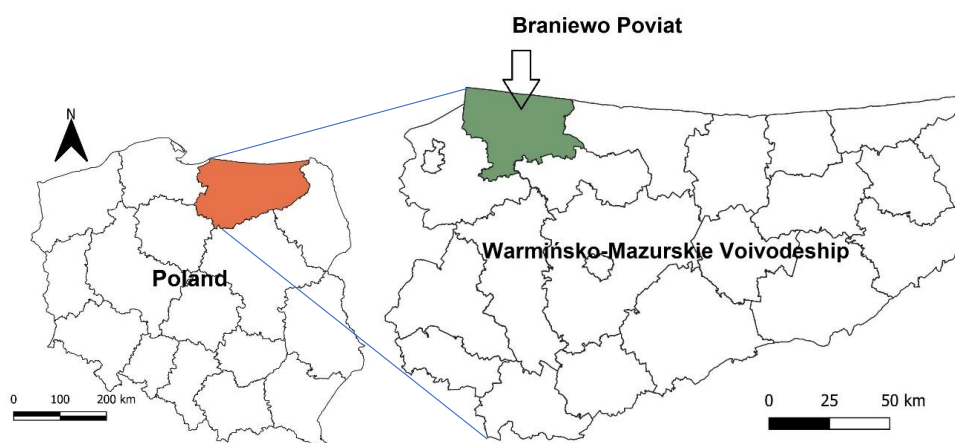 Braniewo Poviat
N
Warmińsko-Mazurskie Voivodeship
Poland
0 100 200 km
0 25 50 km